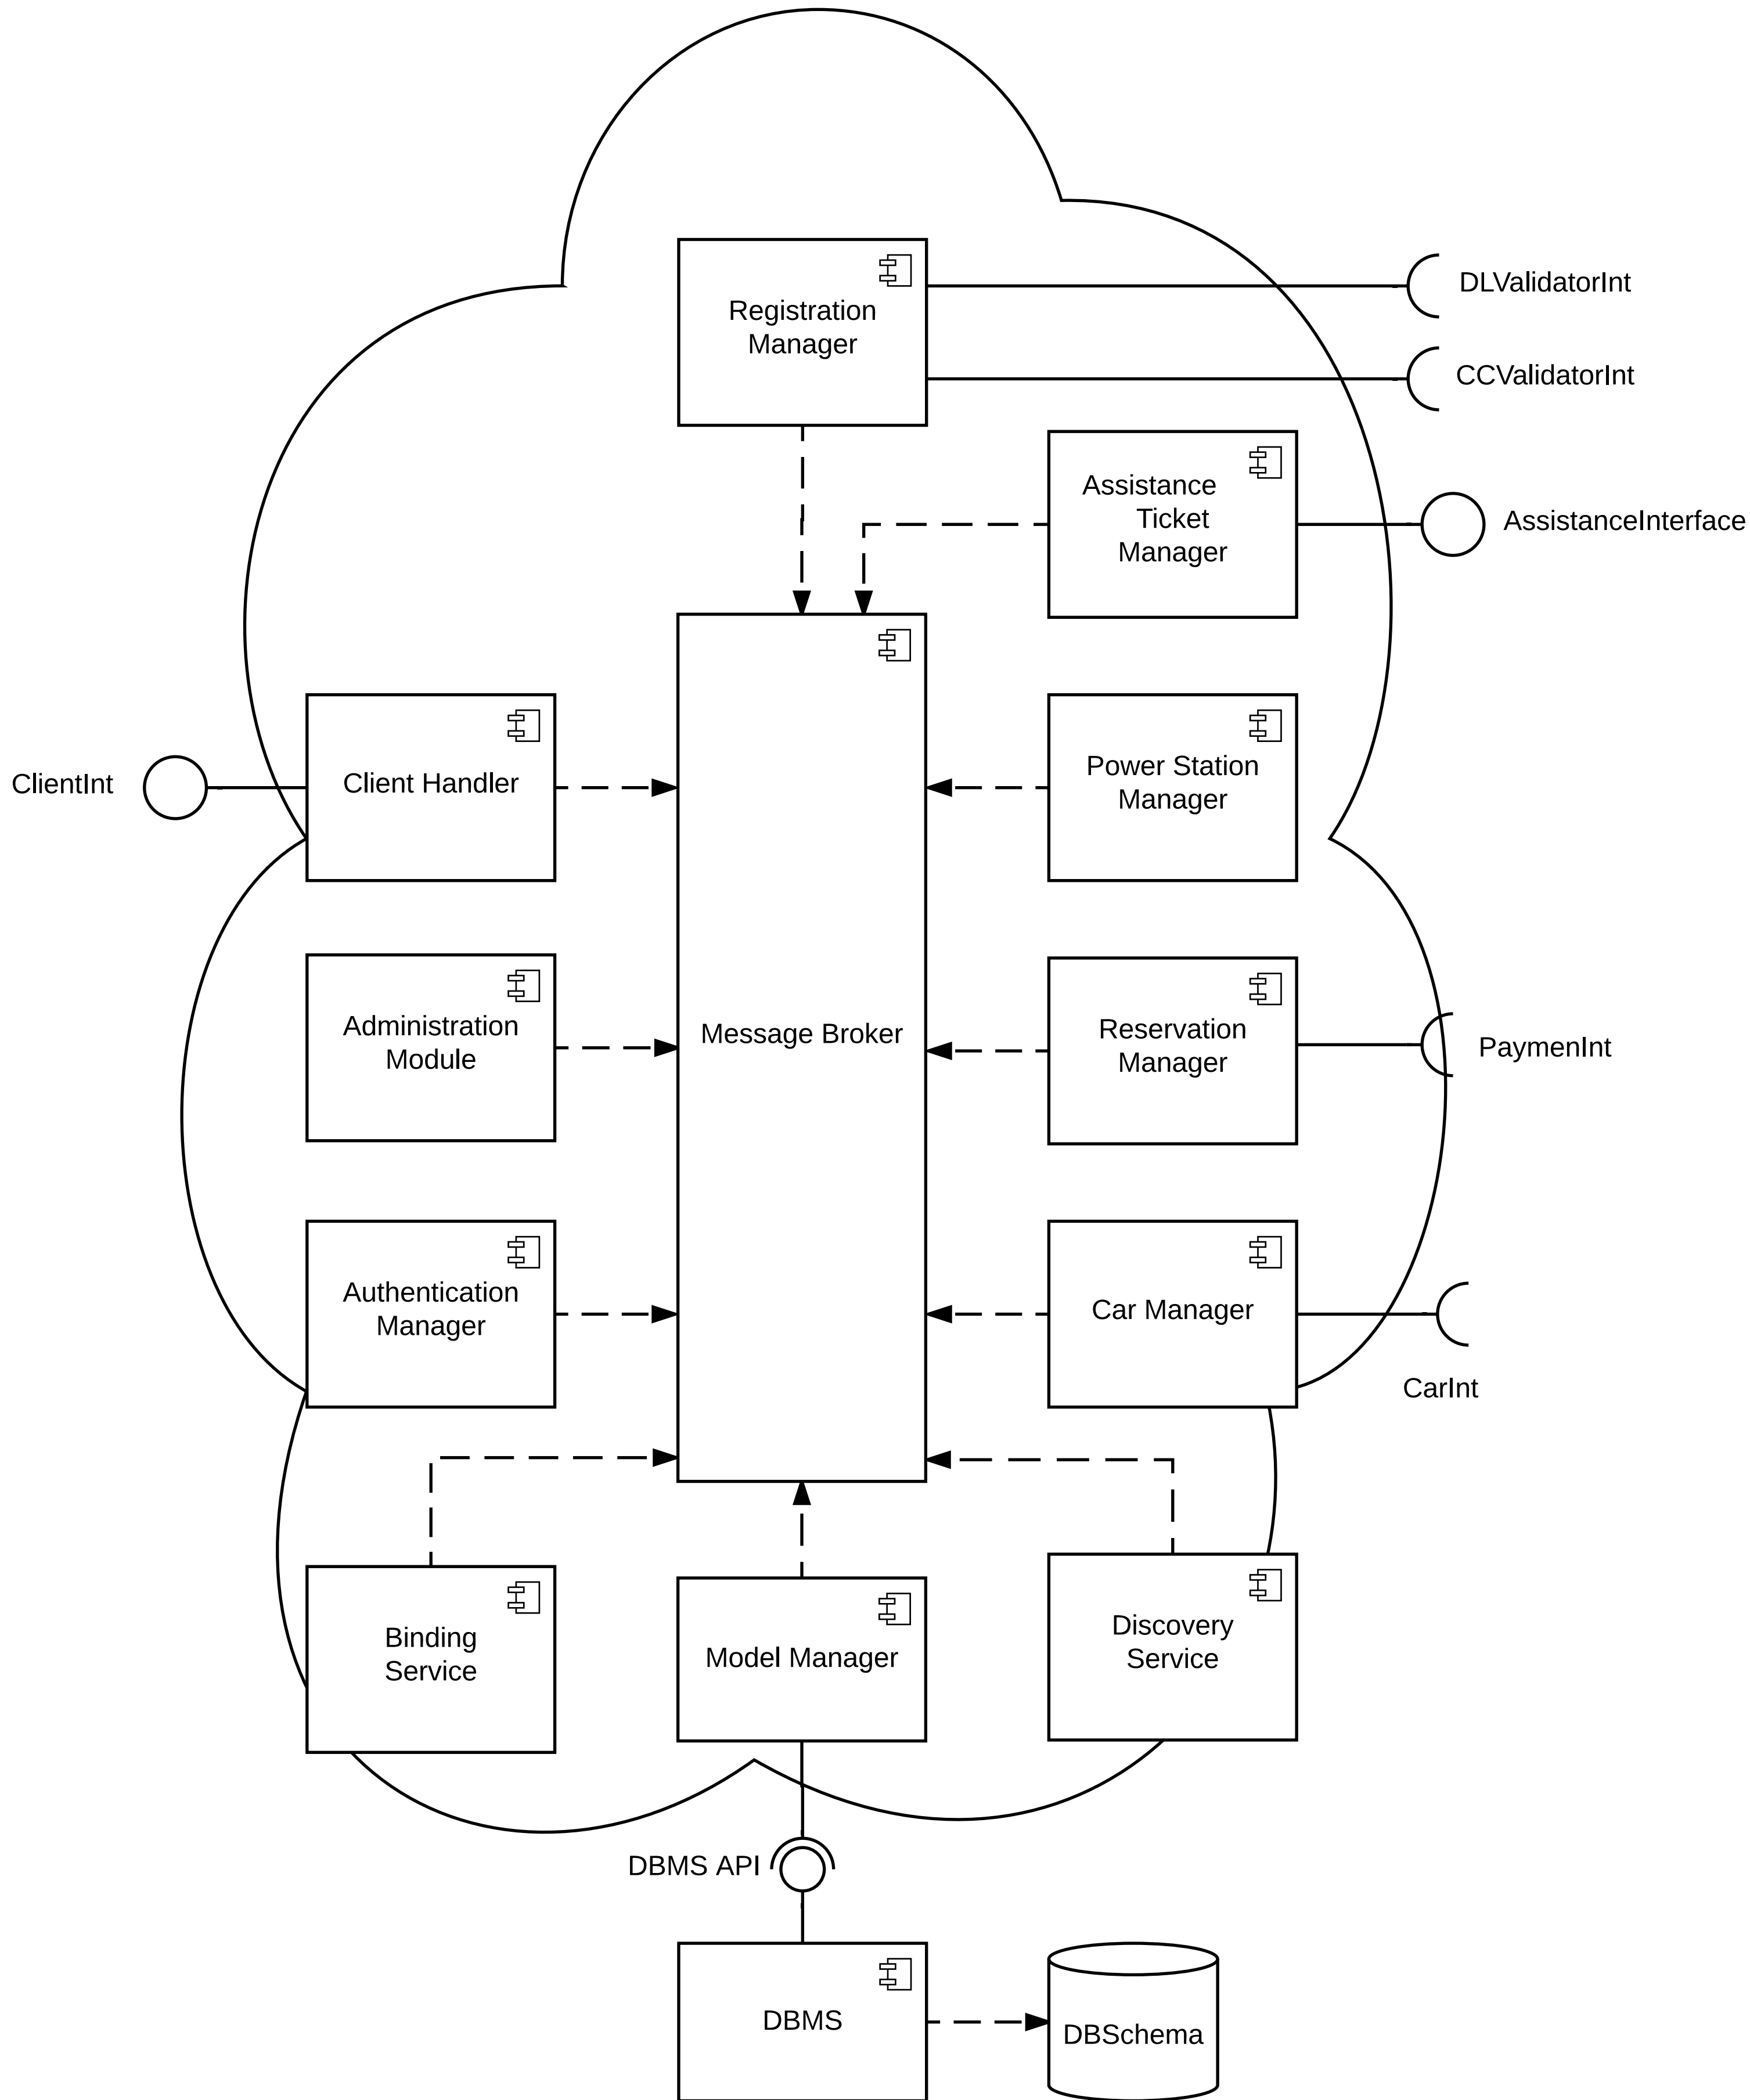 DLValidatorInt
Registration
Manager
CCValidatorInt
Assistance
Ticket
Manager
AssistanceInterface
ClientInt
Client Handler
Power Station
Manager
Administration
Module
Message Broker
Reservation
Manager
PaymenInt
Authentication
Manager
Car Manager
CarInt
Binding
Service
Model Manager
Discovery
Service
DBMS API
DBMS
DBSchema